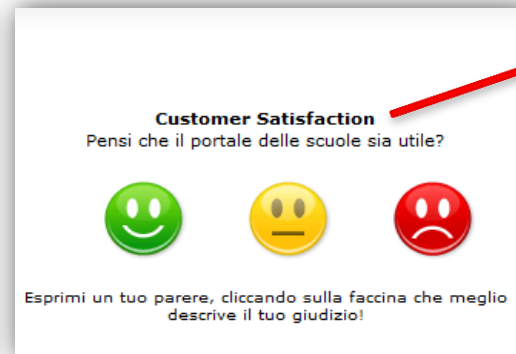 Customer Satisfaction
Pensi che il portale delle scuole sia utile?
Esprimi un tuo parere, cliccando sulla faccina che meglio
descrive il tuo giudizio!